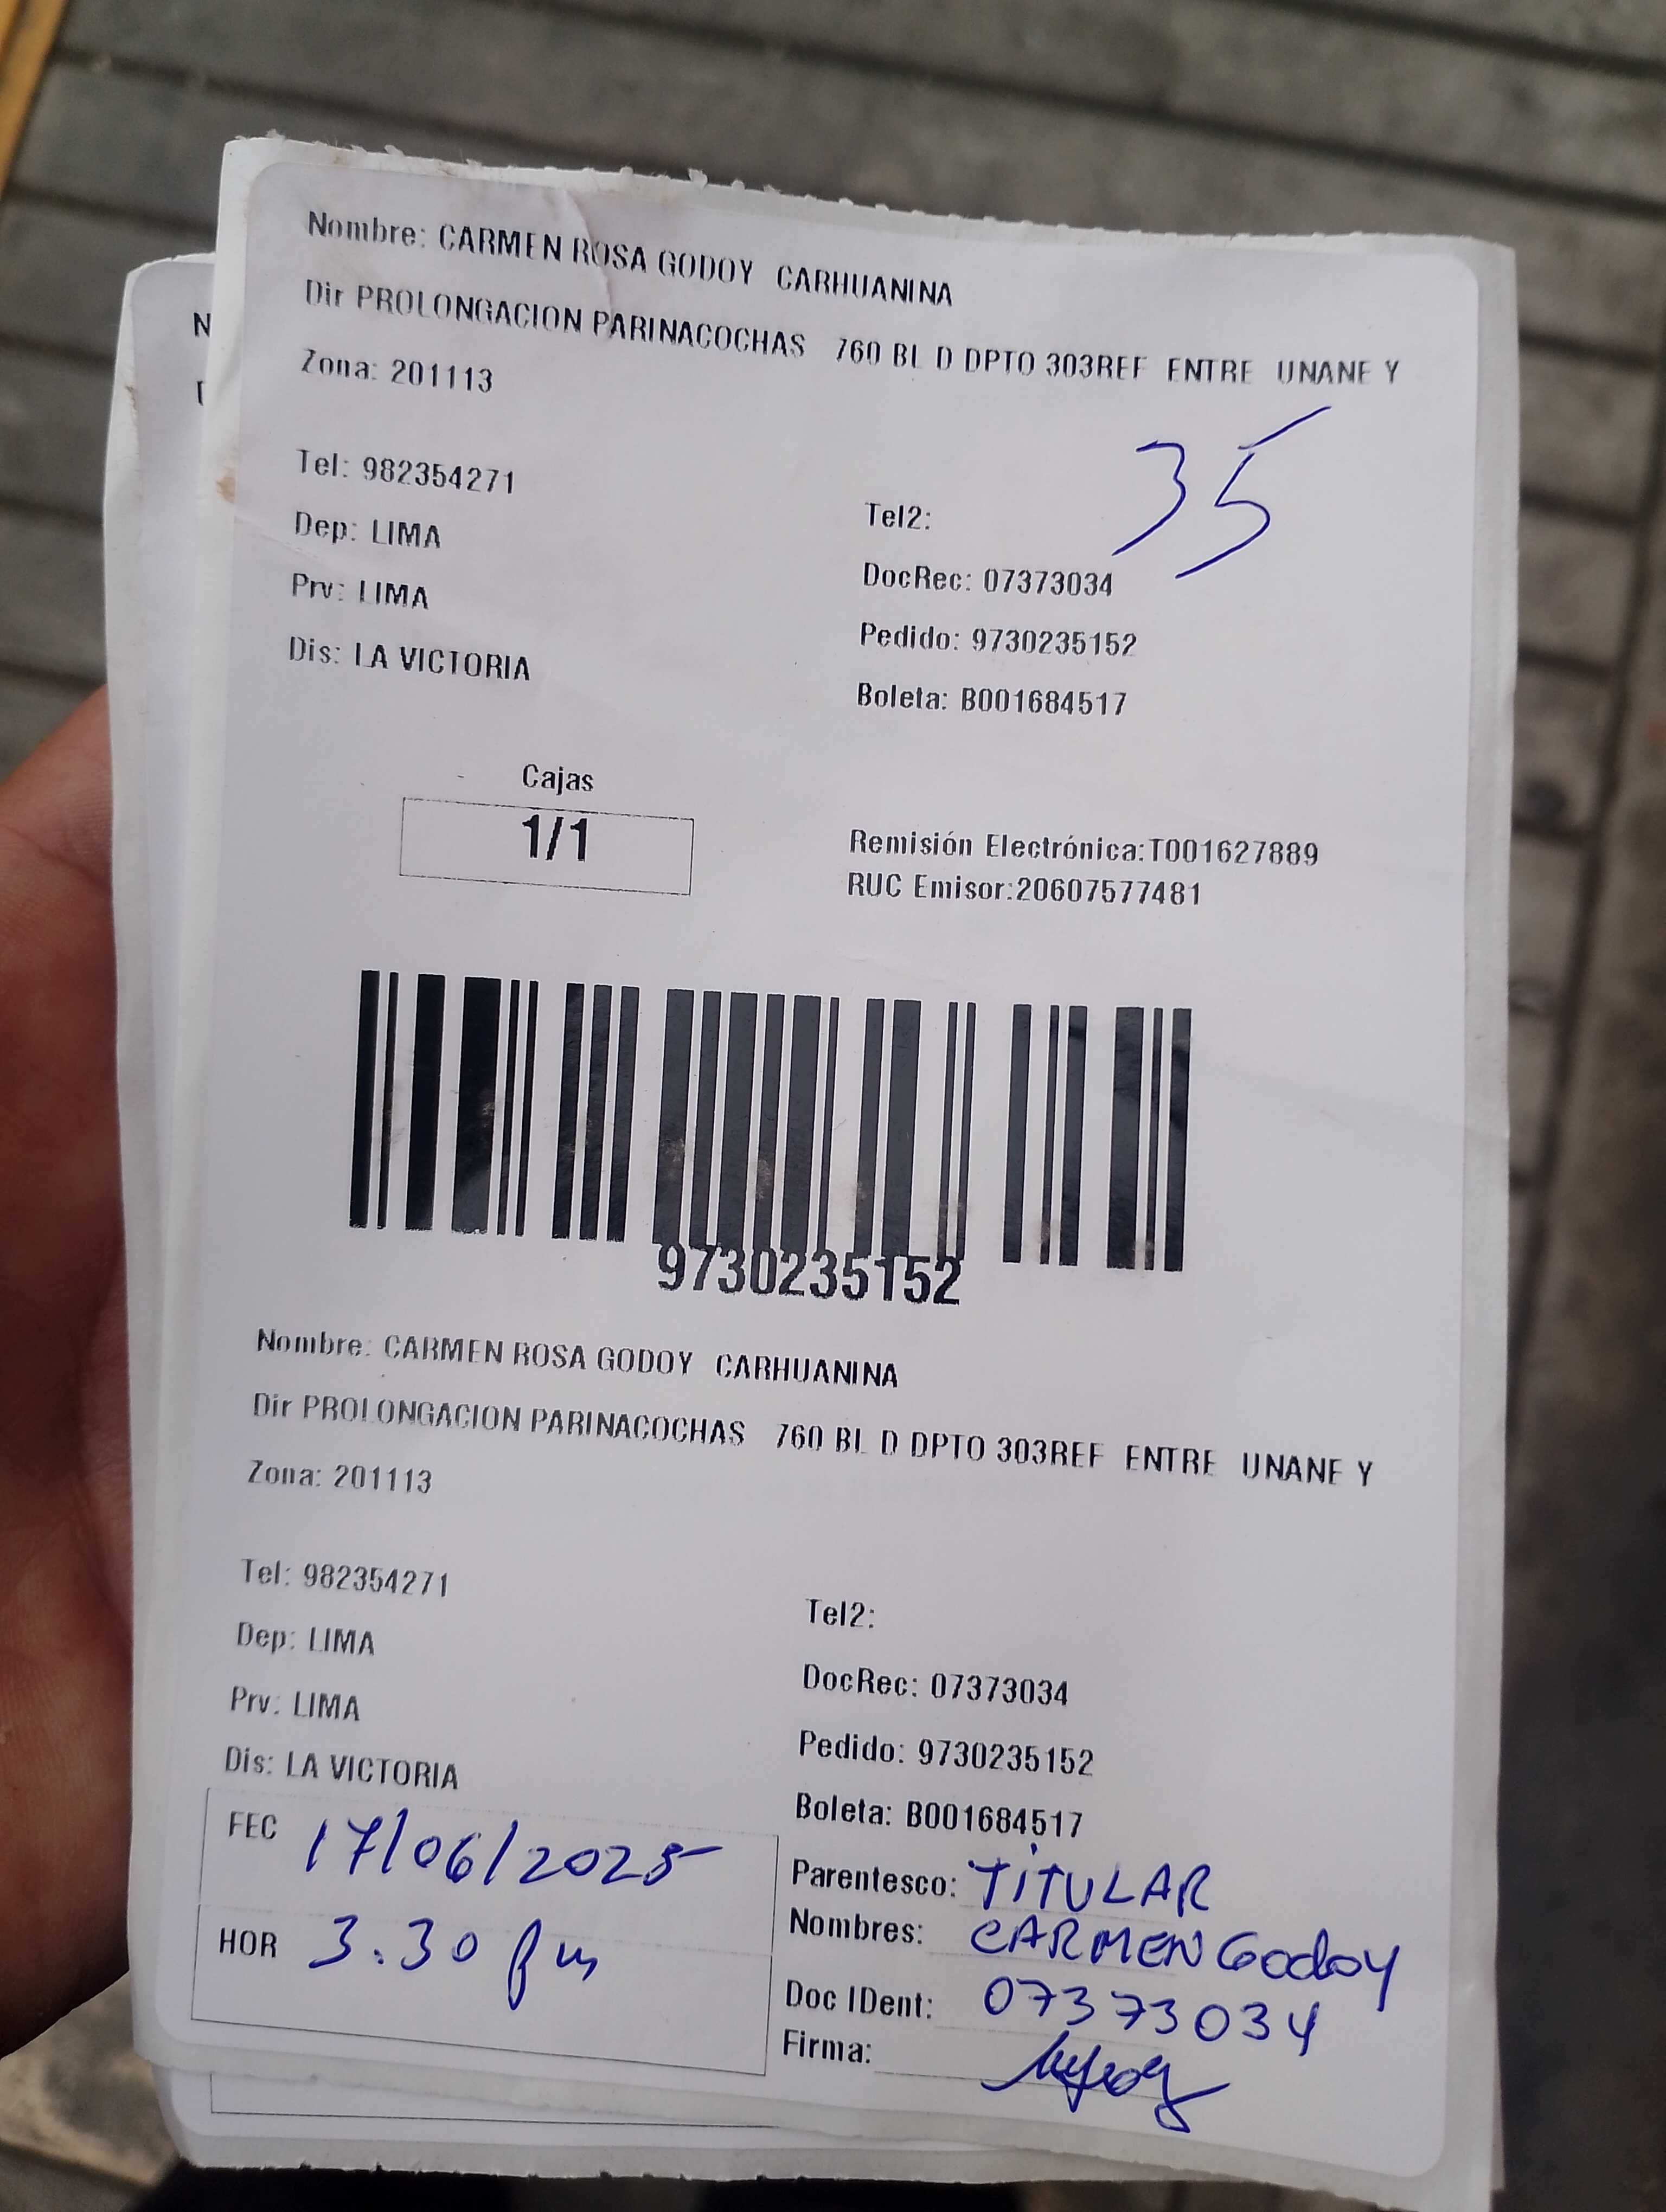 Nombre: CARMEN ROSA GODOY CARHUANINA
Dir PROLONGACION PARINACOCHAS 760 BL D DPTO 303REF ENTRE UNANE Y
Zona: 201113
35
Tel: 982354271
Tel2:
Dep: LIMA
DocRec: 07373034
Prv: LIMA
Pedido: 9730235152
Dis: LA VICTORIA
Boleta: B001684517
Cajas
1/1
Remisión Electrónica:T001627889
RUC Emisor:20607577481
9730235152
Nombre: CARMEN ROSA GODOY CARHUANINA
Dir PROLONGACION PARINACOCHAS 760 BL D DPTO 303REF ENTRE UNANE Y
Zona: 201113
Tel: 982354271
Tel2:
Dep: LIMA
DocRec: 07373034
Prv: LIMA
Pedido: 9730235152
Dis: LA VICTORIA
Boleta: B001684517
FEC 17/06/2025
Parentesco: TITULAR
Nombres: CARMEN Godoy
HOR 3.30 pm
Doc IDent: 07373034
Firma: